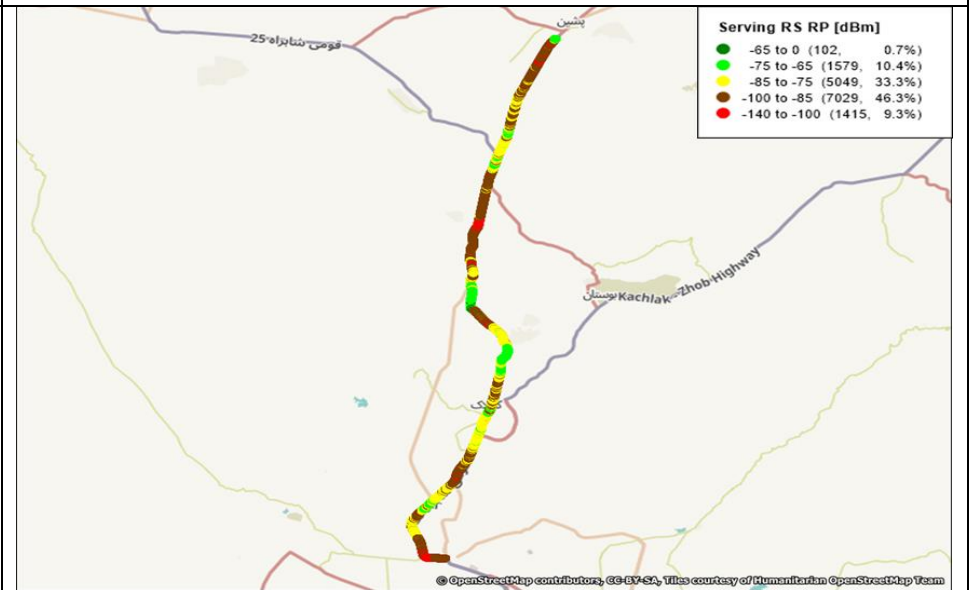 پشین
Serving RS RP [dBm]
-65 to 0 (102, 0.7%)
-75 to -65 (1579, 10.4%)
-85 to -75 (5049, 33.3%)
-100 to -85 (7029, 46.3%)
-140 to -100 (1415, 9.3%)
قومی شاہراہ 25
بوستان
Kachlak - Zhob Highway
© OpenStreetMap contributors, CC-BY-SA, Tiles courtesy of Humanitarian OpenStreetMap Team